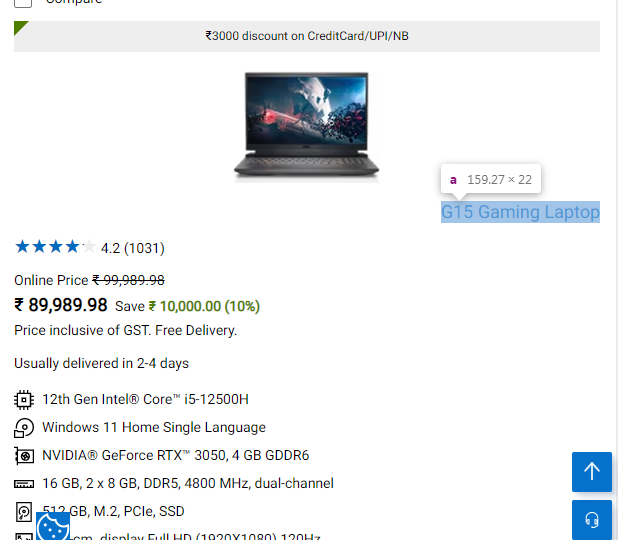 Compare
₹3000 discount on CreditCard/UPI/NB
a 159.27 × 22
G15 Gaming Laptop
4.2 (1031)
Online Price ₹ 99,989.98
₹ 89,989.98 Save ₹ 10,000.00 (10%)
Price inclusive of GST. Free Delivery.
Usually delivered in 2-4 days
12th Gen Intel® Core™ i5-12500H
Windows 11 Home Single Language
NVIDIA® GeForce RTX™ 3050, 4 GB GDDR6
16 GB, 2 x 8 GB, DDR5, 4800 MHz, dual-channel
512 GB, M.2, PCIe, SSD
-cm. display Full HD (1920X1080) 120Hz